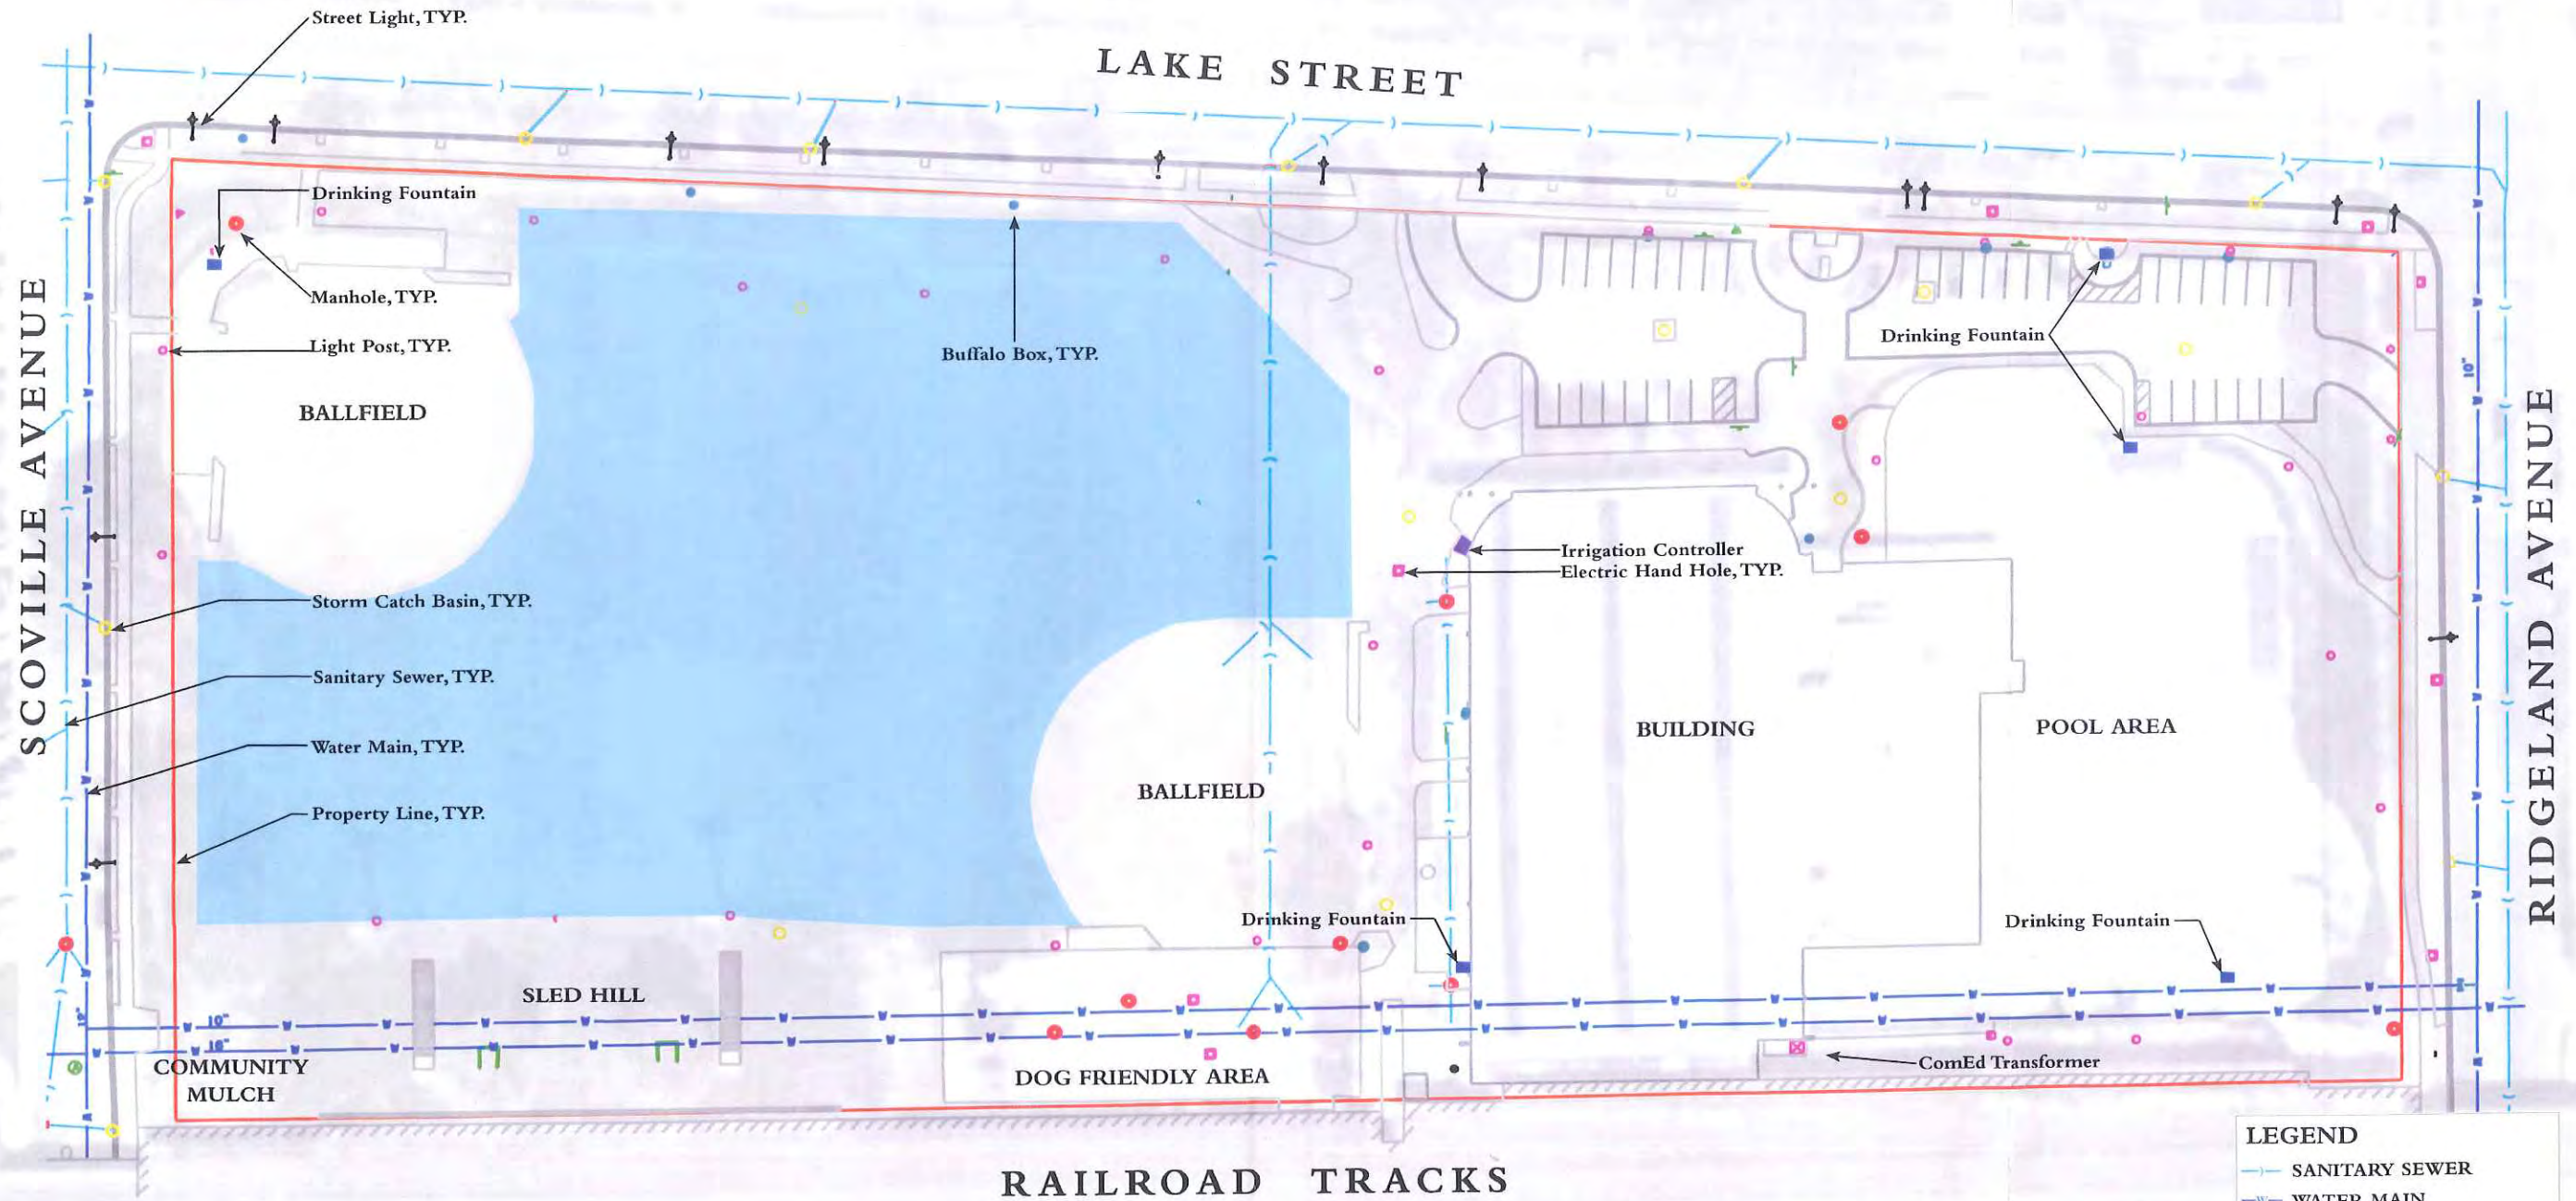 Street Light, TYP.
LAKE STREET
Drinking Fountain
Manhole, TYP.
Light Post, TYP.
Buffalo Box, TYP.
Drinking Fountain
BALLFIELD
SCOVILLE AVENUE
RIDGELAND AVENUE
10"
Irrigation Controller
Electric Hand Hole, TYP.
Storm Catch Basin, TYP.
Sanitary Sewer, TYP.
Water Main, TYP.
Property Line, TYP.
BUILDING
POOL AREA
BALLFIELD
Drinking Fountain
Drinking Fountain
SLED HILL
10"
10"
COMMUNITY
MULCH
DOG FRIENDLY AREA
ComEd Transformer
RAILROAD TRACKS
LEGEND
SANITARY SEWER
WATER MAIN